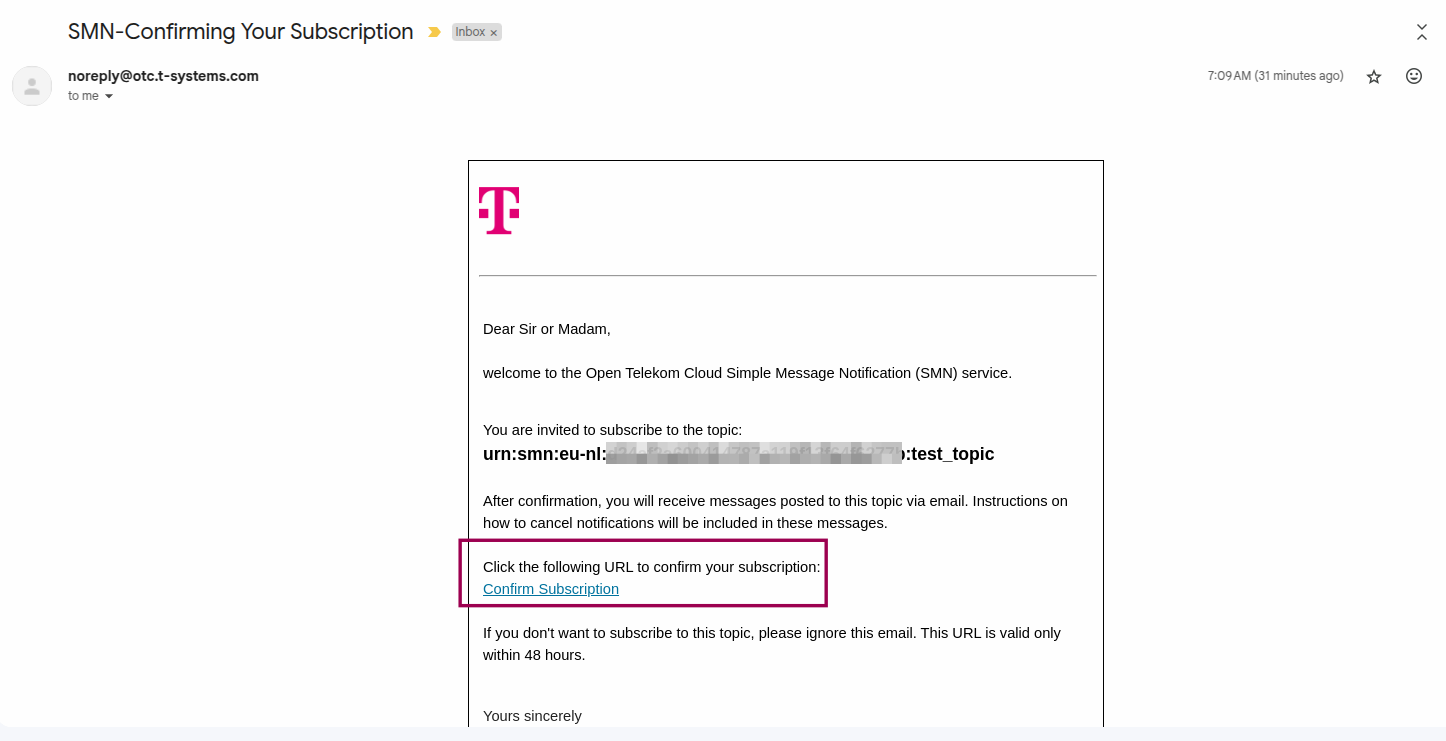 SMN-Confirming Your Subscription Inbox ×
noreply@otc.t-systems.com 7:09 AM (31 minutes ago)
to me
T
Dear Sir or Madam,
welcome to the Open Telekom Cloud Simple Message Notification (SMN) service.
You are invited to subscribe to the topic:
urn:smn:eu-nl: :test_topic
After confirmation, you will receive messages posted to this topic via email. Instructions on
how to cancel notifications will be included in these messages.
Click the following URL to confirm your subscription:
Confirm Subscription
If you don't want to subscribe to this topic, please ignore this email. This URL is valid only
within 48 hours.
Yours sincerely